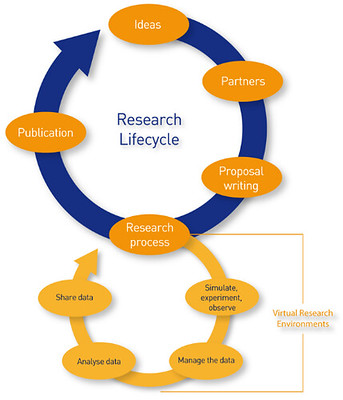 Ideas
Partners
Research
Lifecycle
Publication
Proposal
writing
Research
process
Simulate,
experiment,
observe
Share data
Virtual Research
Environments
Analyse data
Manage the data